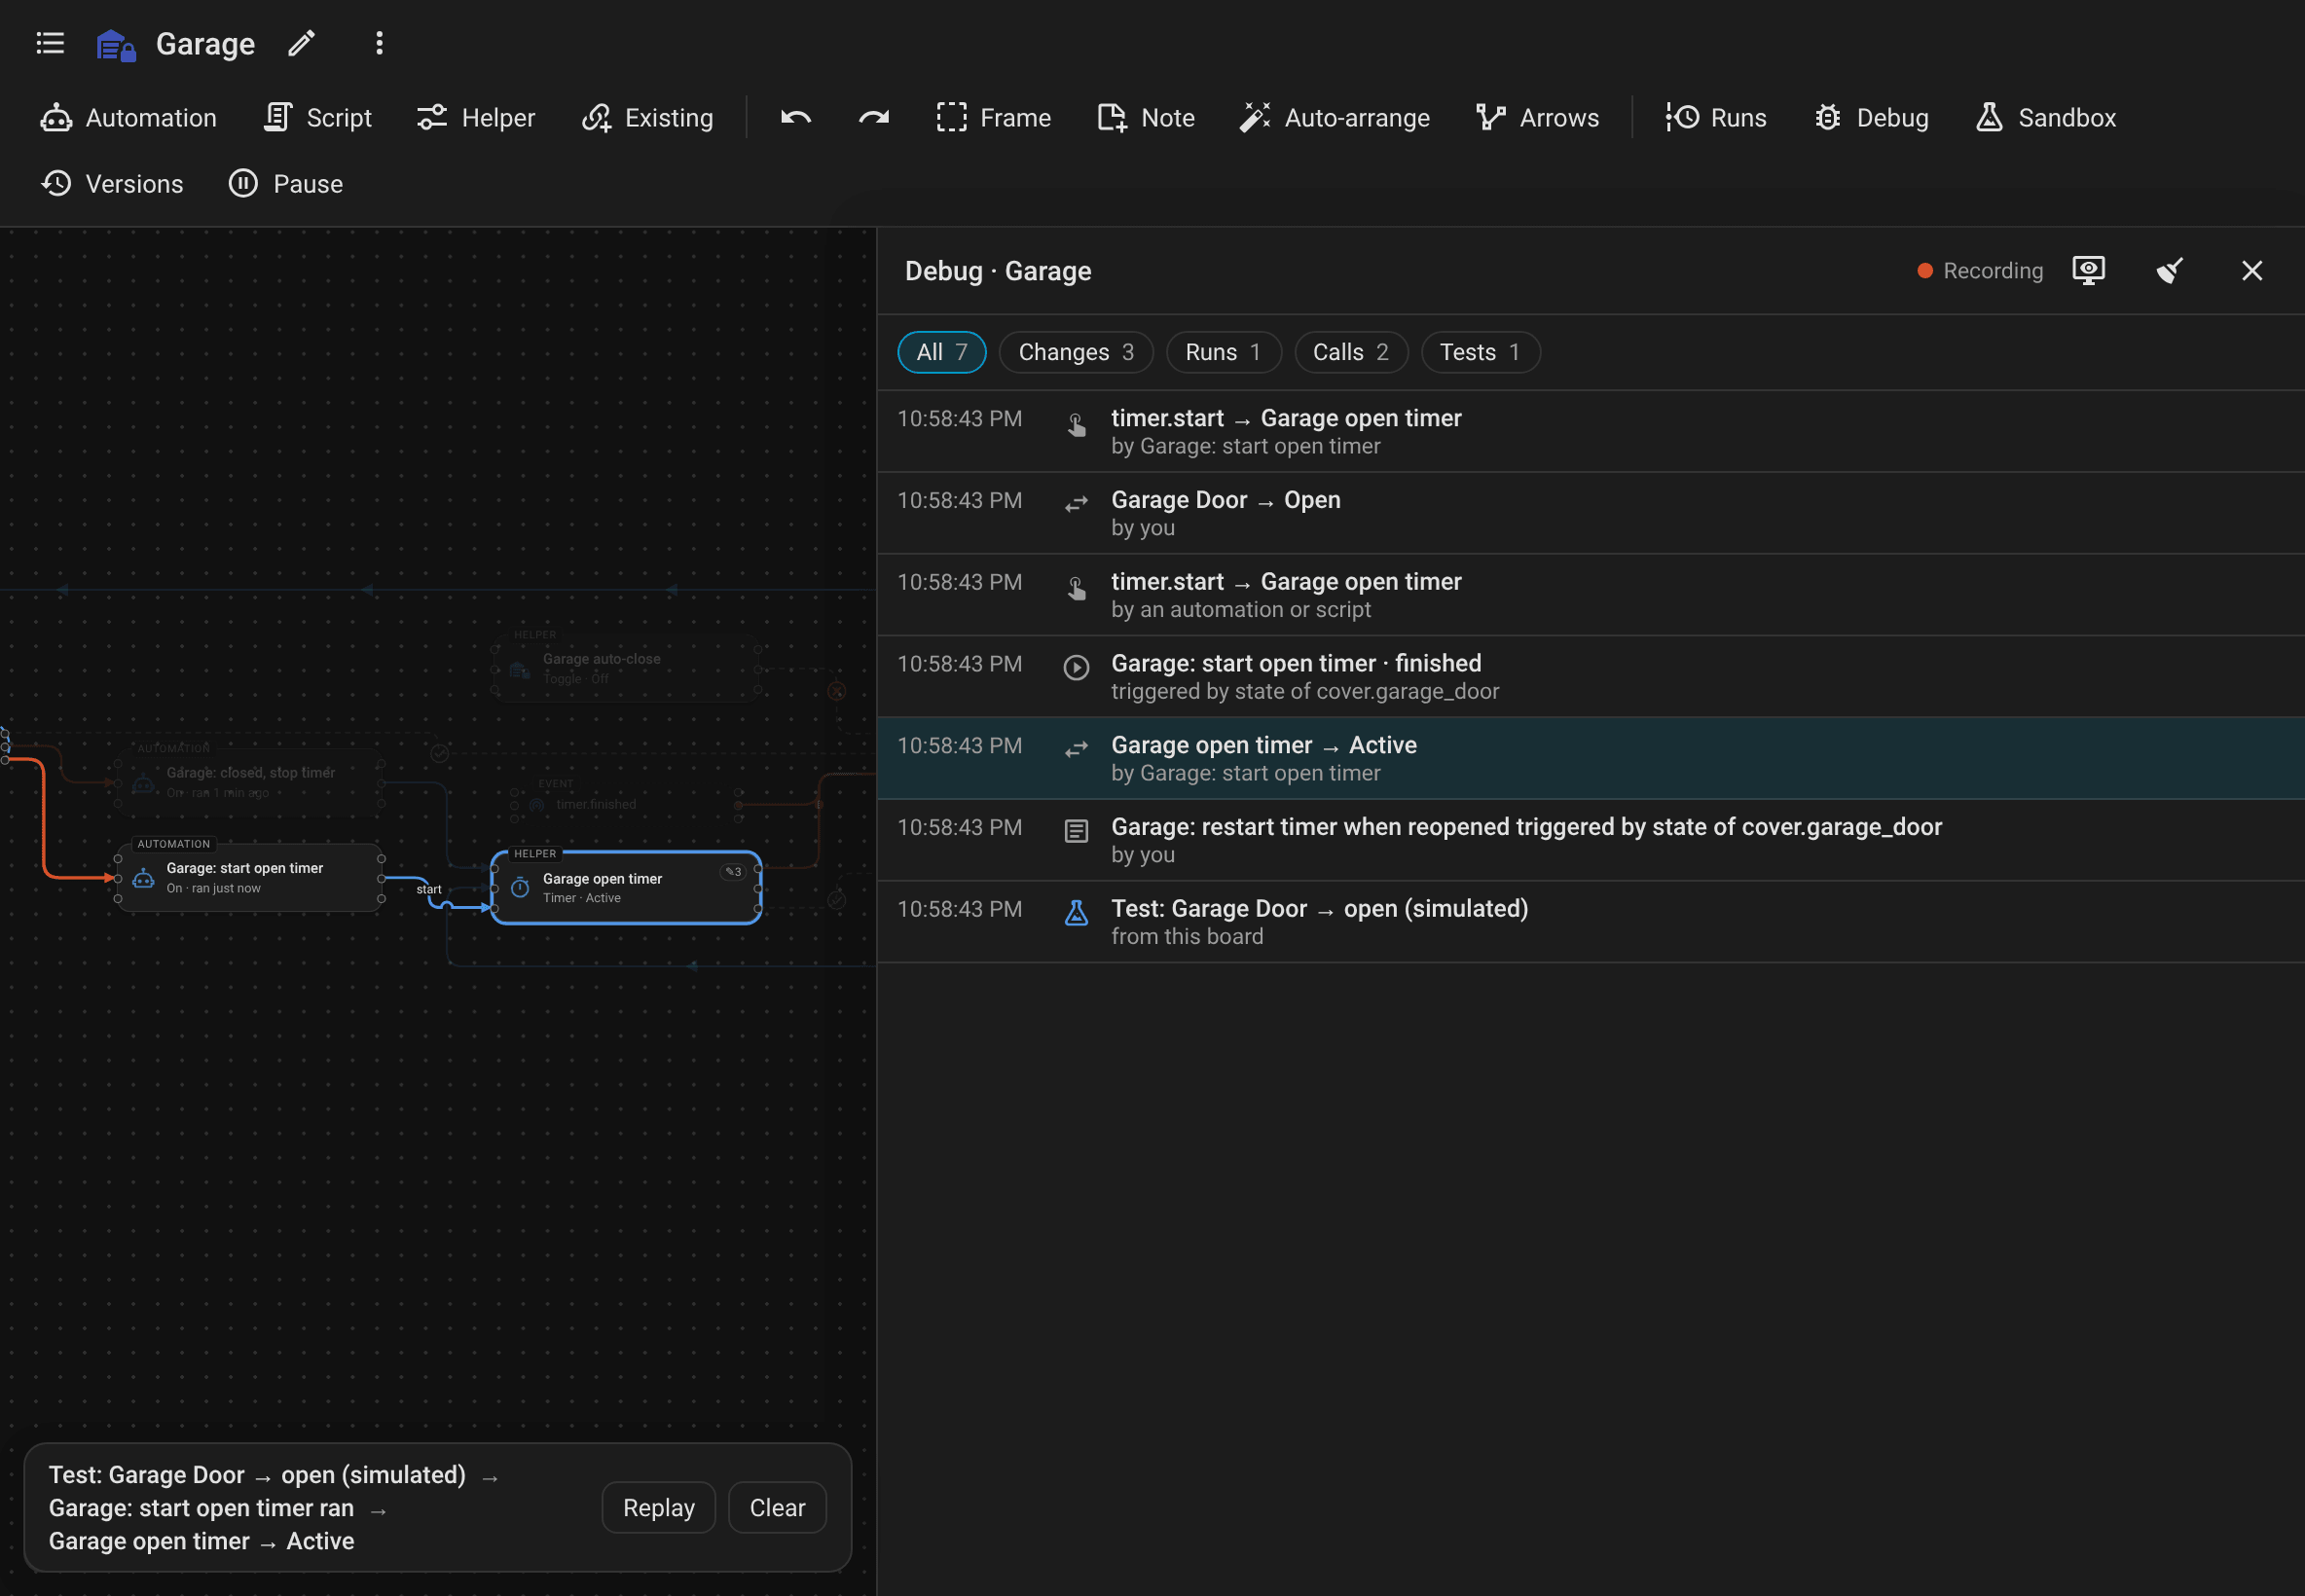 Garage
Automation
Script
Helper
Existing
Frame
Note
Auto-arrange
Arrows
Runs
Debug
Sandbox
Versions
Pause
HELPER
Garage auto-close
Toggle · Off
AUTOMATION
Garage: closed, stop timer
On · ran 1 min ago
EVENT
timer.finished
AUTOMATION
Garage: start open timer
On · ran just now
start
HELPER
Garage open timer
Timer · Active
✎3
Test: Garage Door → open (simulated) →
Garage: start open timer ran →
Garage open timer → Active
Replay
Clear
Debug · Garage
Recording
All 7
Changes 3
Runs 1
Calls 2
Tests 1
10:58:43 PM
timer.start → Garage open timer
by Garage: start open timer
10:58:43 PM
Garage Door → Open
by you
10:58:43 PM
timer.start → Garage open timer
by an automation or script
10:58:43 PM
Garage: start open timer · finished
triggered by state of cover.garage_door
10:58:43 PM
Garage open timer → Active
by Garage: start open timer
10:58:43 PM
Garage: restart timer when reopened triggered by state of cover.garage_door
by you
10:58:43 PM
Test: Garage Door → open (simulated)
from this board